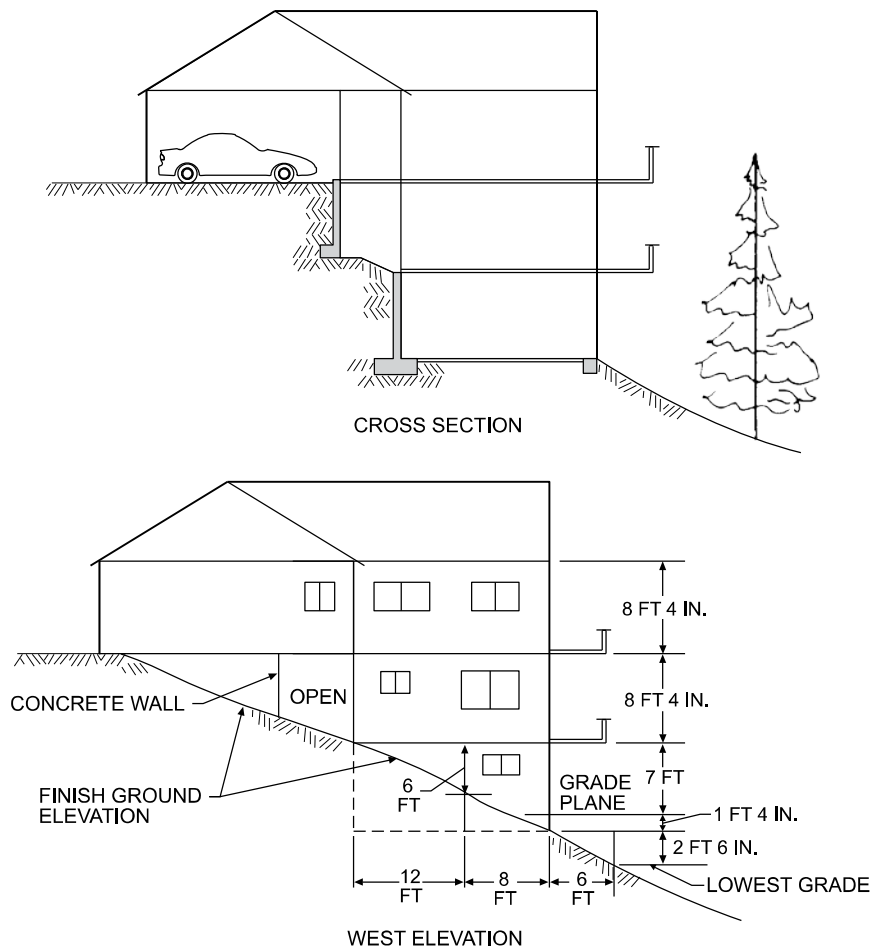 CROSS SECTION
8 FT 4 IN.
CONCRETE WALL
OPEN
8 FT 4 IN.
FINISH GROUND
ELEVATION
6
FT
GRADE
PLANE
7 FT
1 FT 4 IN.
2 FT 6 IN.
LOWEST GRADE
12
FT
8
FT
6
FT
WEST ELEVATION